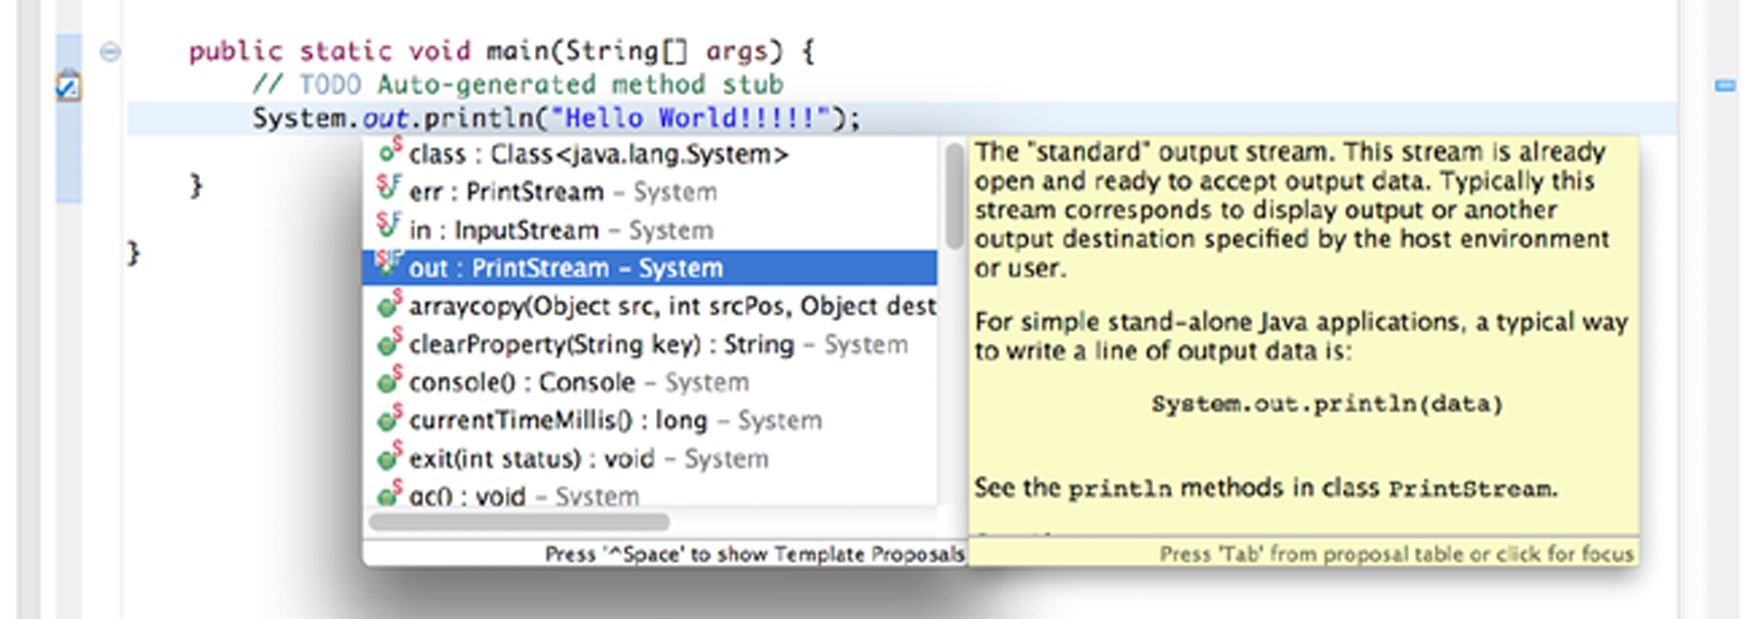 public static void main(String[] args) {
// TODO Auto-generated method stub
System.out.println("Hello World!!!!!");
}
}
class : Class<java.lang.System>
err : PrintStream – System
in : InputStream – System
out : PrintStream – System
arraycopy(Object src, int srcPos, Object dest
clearProperty(String key) : String – System
console() : Console – System
currentTimeMillis() : long – System
exit(int status) : void – System
gc() : void – System
Press '^Space' to show Template Proposals
The "standard" output stream. This stream is already
open and ready to accept output data. Typically this
stream corresponds to display output or another
output destination specified by the host environment
or user.
For simple stand-alone Java applications, a typical way
to write a line of output data is:
System.out.println(data)
See the println methods in class PrintStream.
Press 'Tab' from proposal table or click for focus